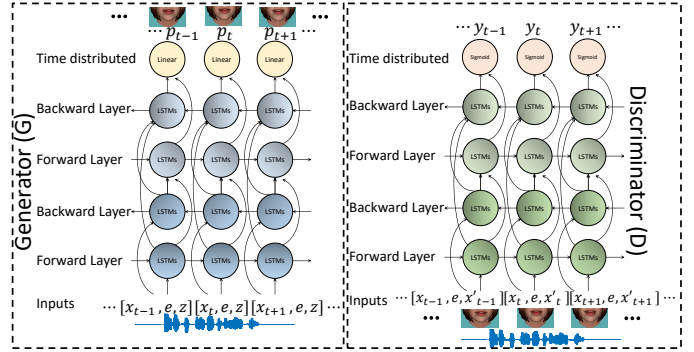 Generator (G)
... p_{t-1} p_t p_{t+1} ...
Time distributed
Linear Linear Linear
Backward Layer
LSTMs LSTMs LSTMs
Forward Layer
LSTMs LSTMs LSTMs
Backward Layer
LSTMs LSTMs LSTMs
Forward Layer
LSTMs LSTMs LSTMs
Inputs
⋯ [x_{t-1}, e, z][x_t, e, z][x_{t+1}, e, z] ⋯
Discriminator (D)
⋯ y_{t-1} y_t y_{t+1} ⋯
Time distributed
Sigmoid Sigmoid Sigmoid
Backward Layer
LSTMs LSTMs LSTMs
Forward Layer
LSTMs LSTMs LSTMs
Backward Layer
LSTMs LSTMs LSTMs
Forward Layer
LSTMs LSTMs LSTMs
Inputs
⋯ [x_{t-1}, e, x'_{t-1}][x_t, e, x'_t][x_{t+1}, e, x'_{t+1}] ⋯